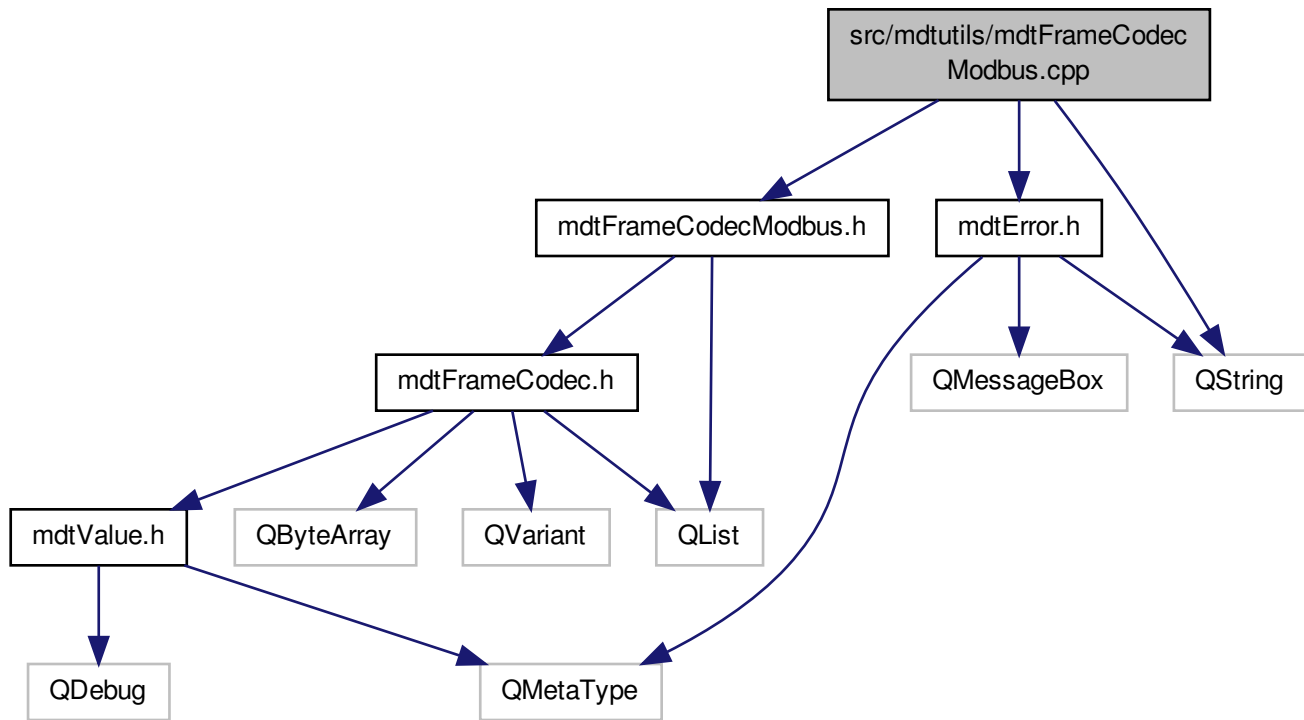 src/mdtutils/mdtFrameCodec
Modbus.cpp
mdtFrameCodecModbus.h
mdtError.h
mdtFrameCodec.h
QMessageBox
QString
mdtValue.h
QByteArray
QVariant
QList
QDebug
QMetaType